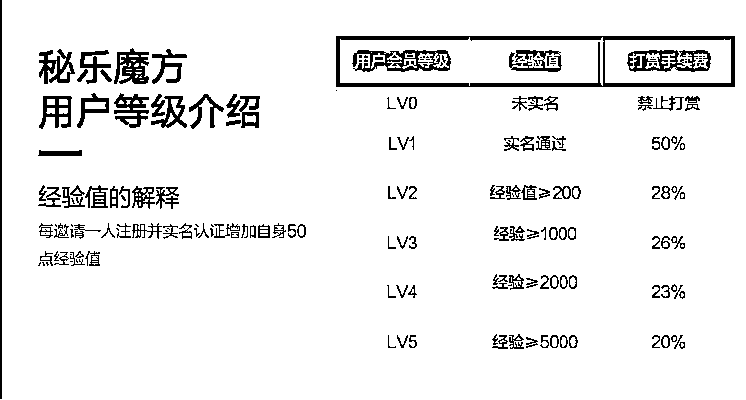 秘乐魔方
用户等级介绍
经验值的解释
每邀请一人注册并实名认证增加自身50
点经验值
用户会员等级 经验值 打赏手续费
LV0 未实名 禁止打赏
LV1 实名通过 50%
LV2 经验值≥200 28%
LV3 经验≥1000 26%
LV4 经验≥2000 23%
LV5 经验≥5000 20%